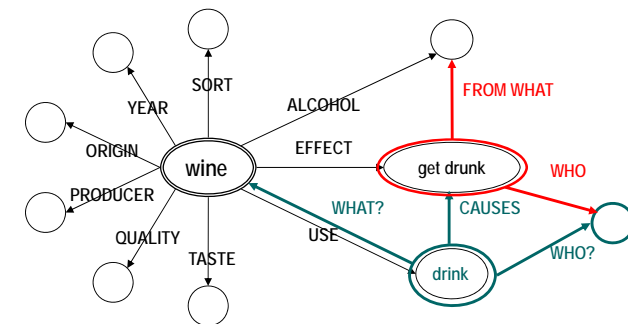 SORT
YEAR
ALCOHOL
FROM WHAT
ORIGIN
EFFECT
wine
get drunk
WHO
PRODUCER
WHAT?
CAUSES
QUALITY
USE
TASTE
drink
WHO?